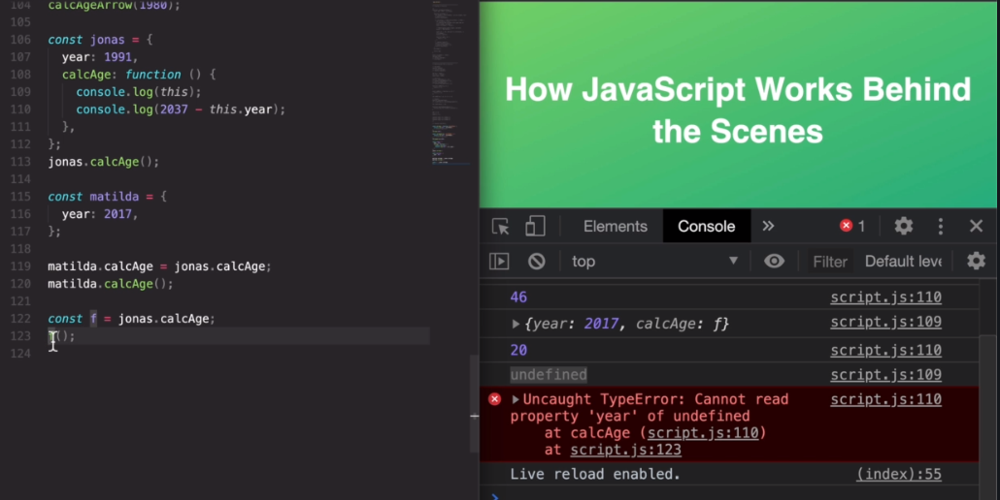 104 calcAgeArrow(1980);
105
106 const jonas = {
107 year: 1991,
108 calcAge: function () {
109 console.log(this);
110 console.log(2037 - this.year);
111 },
112 };
113 jonas.calcAge();
114
115 const matilda = {
116 year: 2017,
117 };
118
119 matilda.calcAge = jonas.calcAge;
120 matilda.calcAge();
121
122 const f = jonas.calcAge;
123 f();
124
How JavaScript Works Behind
the Scenes
Elements Console » 1
top Filter Default leve
46 script.js:110
▶{year: 2017, calcAge: f} script.js:109
20 script.js:110
undefined script.js:109
▶Uncaught TypeError: Cannot read script.js:110
property 'year' of undefined
at calcAge (script.js:110)
at script.js:123
Live reload enabled. (index):55